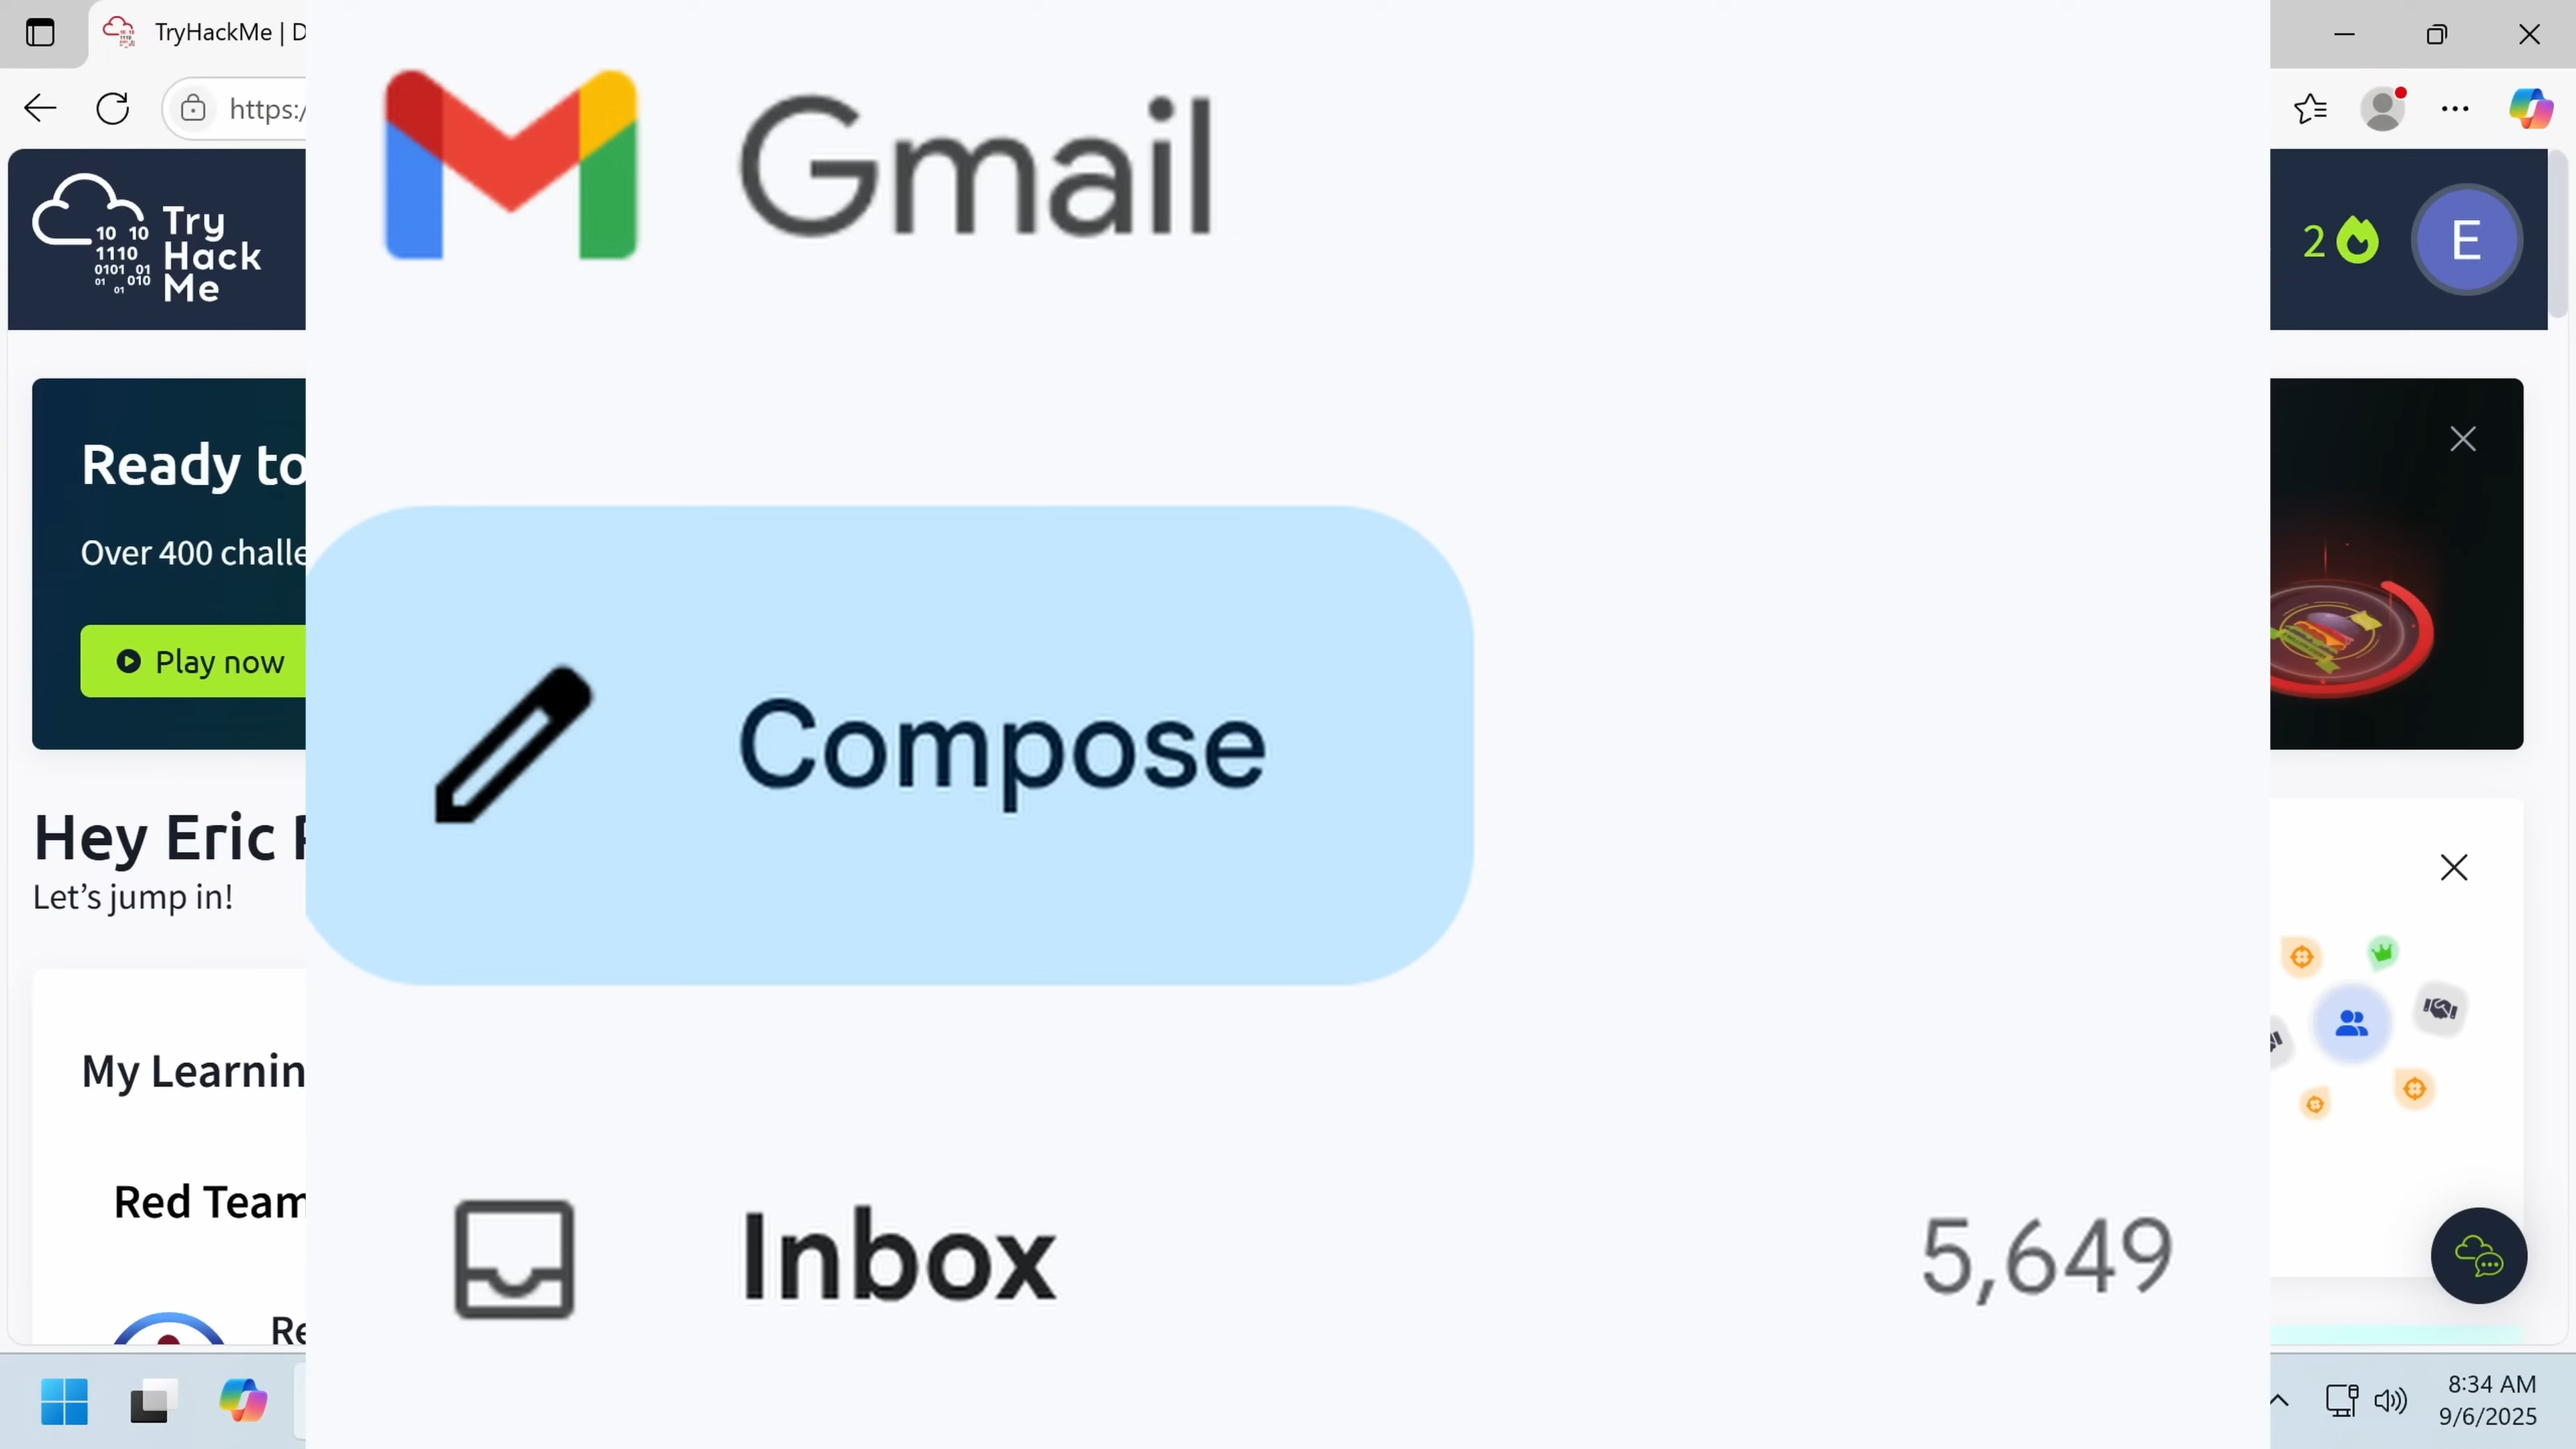 TryHackMe | D
https:/
10 10
1110
0101 01
01 010
01
Try
Hack
Me
2
E
Ready to
Over 400 challe
Play now
Hey Eric
Let's jump in!
My Learnin
Red Team
Re
Gmail
Compose
Inbox
5,649
8:34 AM
9/6/2025